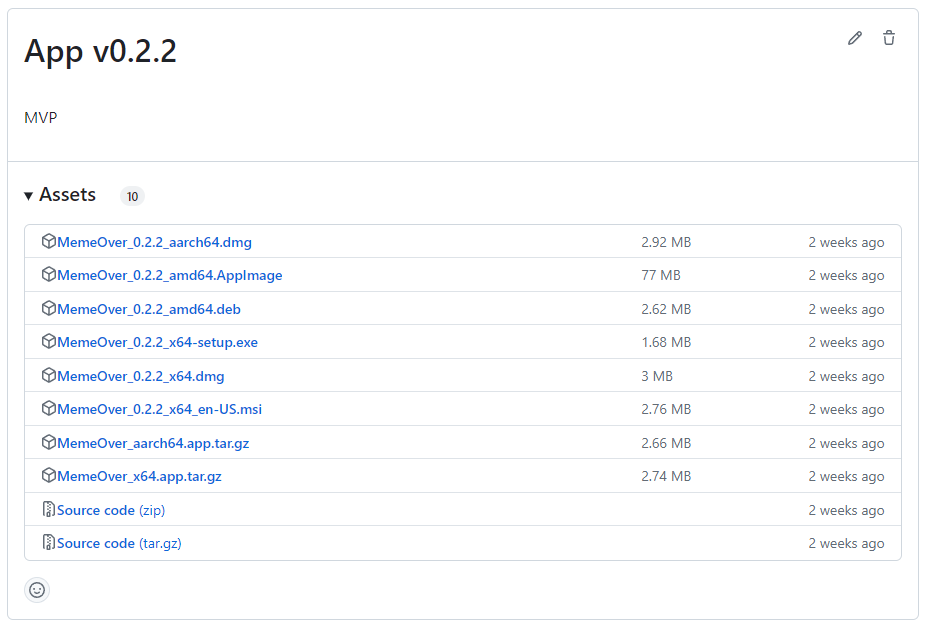 App v0.2.2
MVP
Assets 10
MemeOver_0.2.2_aarch64.dmg 2.92 MB 2 weeks ago
MemeOver_0.2.2_amd64.AppImage 77 MB 2 weeks ago
MemeOver_0.2.2_amd64.deb 2.62 MB 2 weeks ago
MemeOver_0.2.2_x64-setup.exe 1.68 MB 2 weeks ago
MemeOver_0.2.2_x64.dmg 3 MB 2 weeks ago
MemeOver_0.2.2_x64_en-US.msi 2.76 MB 2 weeks ago
MemeOver_aarch64.app.tar.gz 2.66 MB 2 weeks ago
MemeOver_x64.app.tar.gz 2.74 MB 2 weeks ago
Source code (zip) 2 weeks ago
Source code (tar.gz) 2 weeks ago